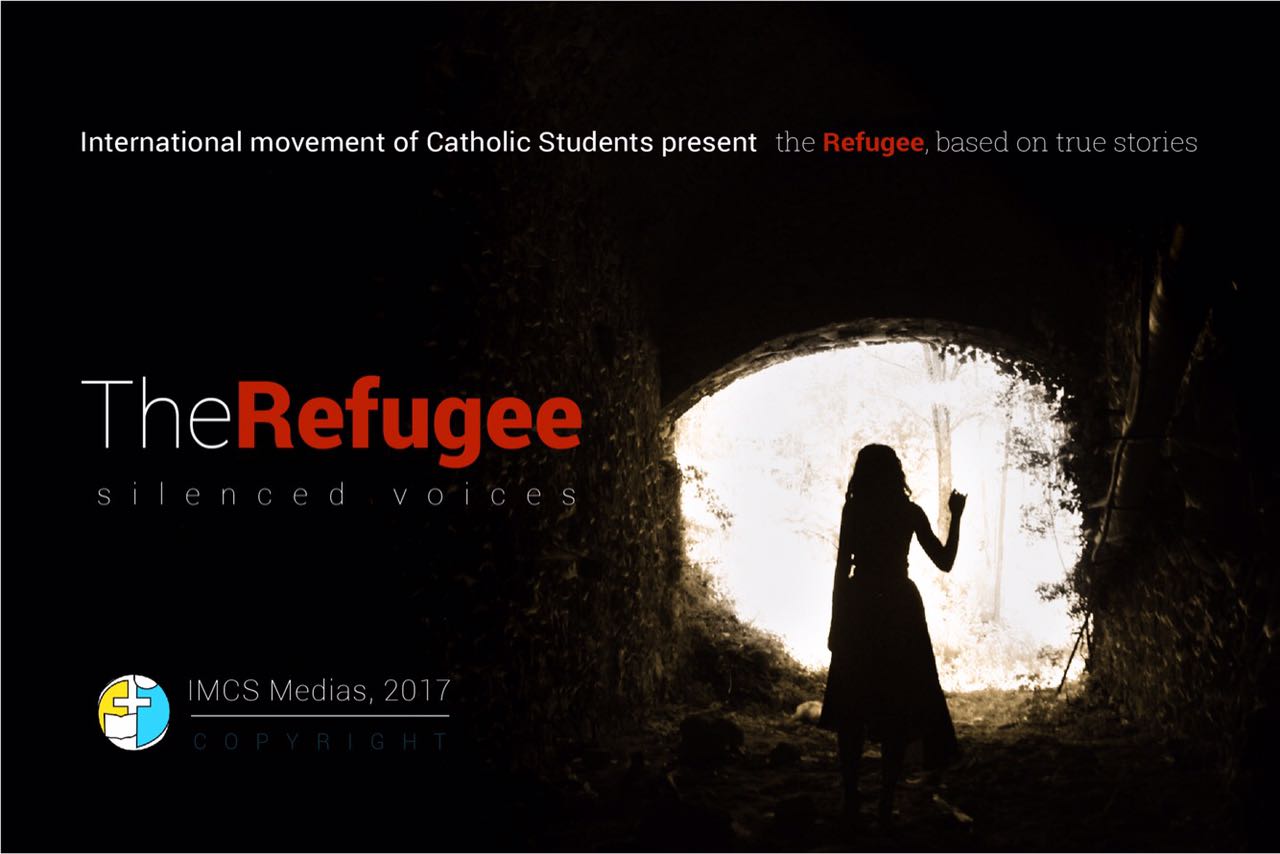 International movement of Catholic Students present the Refugee, based on true stories
TheRefugee
silenced voices
IMCS Medias, 2017
COPYRIGHT